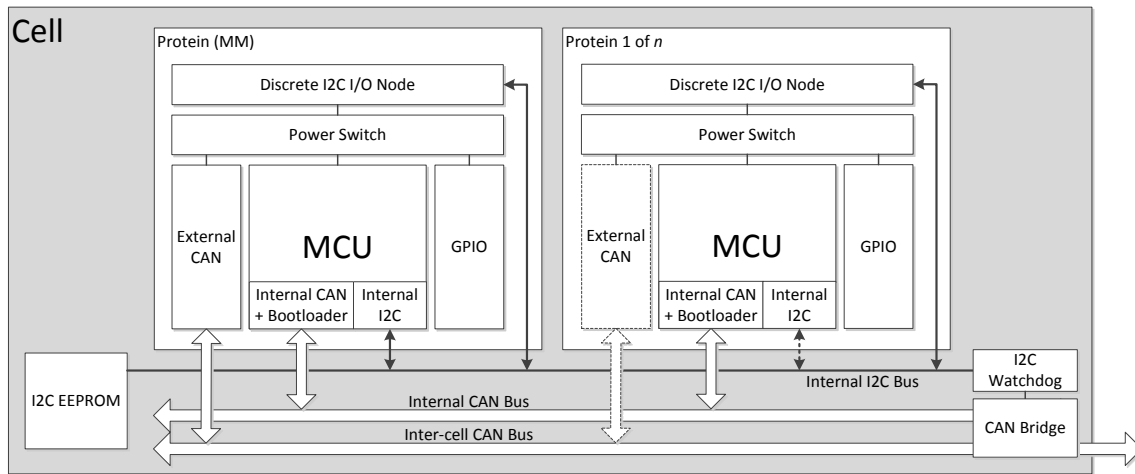 Cell
Protein (MM)
Discrete I2C I/O Node
Power Switch
External
CAN
MCU
GPIO
Internal CAN
+ Bootloader
Internal
I2C
Protein 1 of n
Discrete I2C I/O Node
Power Switch
External
CAN
MCU
GPIO
Internal CAN
+ Bootloader
Internal
I2C
I2C EEPROM
Internal I2C Bus
I2C
Watchdog
Internal CAN Bus
Inter-cell CAN Bus
CAN Bridge